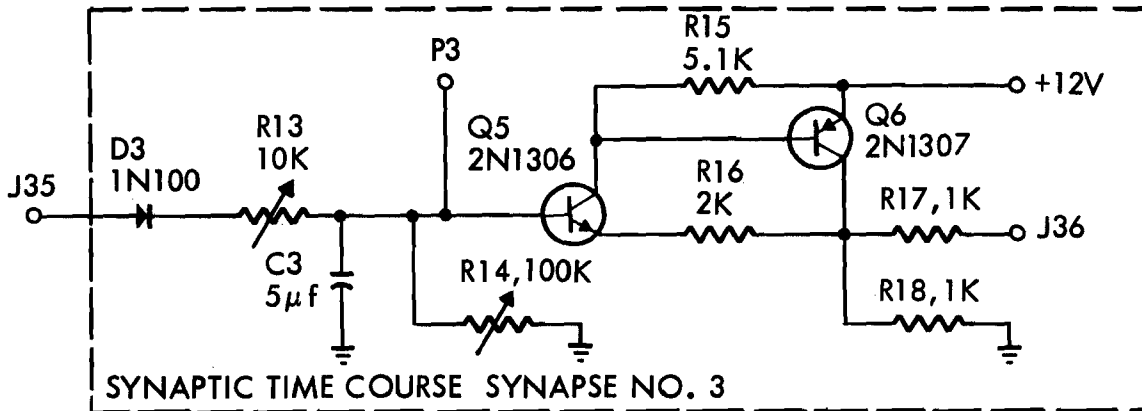 R15
5.1K
P3
+12V
Q5
2N1306
Q6
2N1307
R13
10K
D3
1N100
J35
R16
2K
R17,1K
J36
C3
5μf
R14,100K
R18,1K
SYNAPTIC TIME COURSE SYNAPSE NO. 3